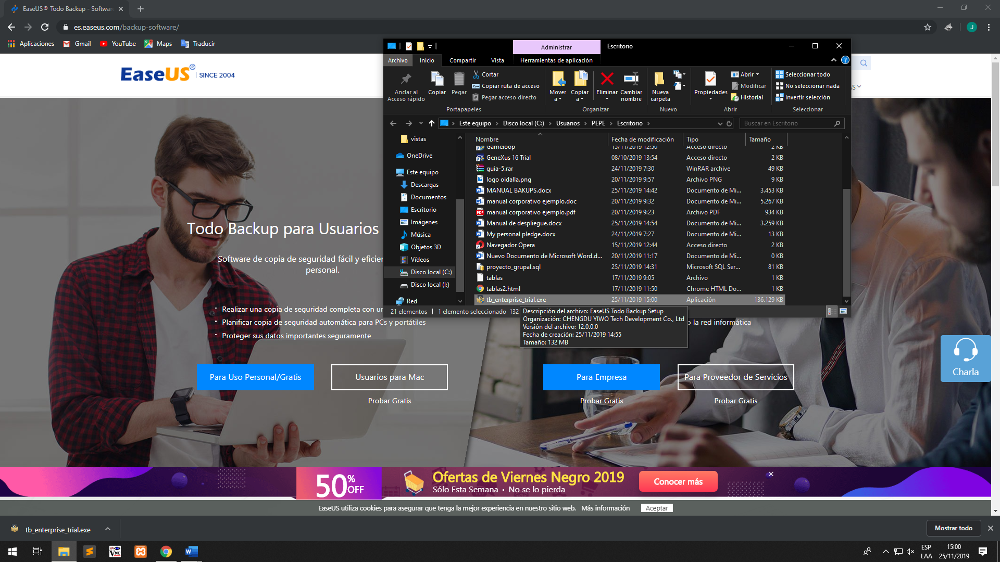 EaseUS® Todo Backup - Softwar
es.easeus.com/backup-software/
J
Aplicaciones
Gmail
YouTube
Maps
Traducir
EaseUS® | SINCE 2004
Administrar
Escritorio
Archivo
Inicio
Compartir
Vista
Herramientas de aplicación
Anclar al
Acceso rápido
Copiar
Pegar
Cortar
Copiar ruta de acceso
Pegar acceso directo
Mover
a
Copiar
a
Eliminar
Cambiar
nombre
Nueva
carpeta
Propiedades
Abrir
Modificar
Historial
Seleccionar todo
No seleccionar nada
Invertir selección
Portapapeles
Organizar
Nuevo
Abrir
Seleccionar
Este equipo > Disco local (C:) > Usuarios > PEPE > Escritorio >
Buscar en Escritorio
vistas
OneDrive
Este equipo
Descargas
Documentos
Escritorio
Imágenes
Música
Objetos 3D
Vídeos
Disco local (C:)
Disco local (I:)
Red
Nombre Fecha de modificación Tipo Tamaño
Gameloop 15/11/2019 12:50 Acceso directo 2 KB
GeneXus 16 Trial 08/10/2019 13:54 Acceso directo 2 KB
guia-5.rar 24/11/2019 7:30 WinRAR archive 49 KB
logo oidalla.png 20/11/2019 9:57 Archivo PNG 9 KB
MANUAL BAKUPS.docx 25/11/2019 14:42 Documento de Mi... 3.453 KB
manual corporativo ejemplo.doc 20/11/2019 9:32 Documento de Mi... 5.267 KB
manual corporativo ejemplo.pdf 20/11/2019 9:23 Archivo PDF 934 KB
Manual de despliegue.docx 25/11/2019 14:54 Documento de Mi... 3.259 KB
My personal pledge.docx 24/11/2019 7:27 Documento de Mi... 13 KB
Navegador Opera 15/11/2019 12:44 Acceso directo 2 KB
Nuevo Documento de Microsoft Word.d... 20/11/2019 11:17 Documento de Mi... 0 KB
proyecto_grupal.sql 25/11/2019 14:31 Microsoft SQL Ser... 81 KB
tablas 17/11/2019 9:05 Archivo 1 KB
tablas2.html 17/11/2019 11:50 Chrome HTML Do... 1 KB
tb_enterprise_trial.exe 25/11/2019 15:00 Aplicación 136.129 KB
21 elementos | 1 elemento seleccionado 132
Descripción del archivo: EaseUS Todo Backup Setup
Organización: CHENGDU YIWO Tech Development Co., Ltd
Versión del archivo: 12.0.0.0
Fecha de creación: 25/11/2019 14:55
Tamaño: 132 MB
Todo Backup para Usuarios
Software de copia de seguridad fácil y eficien
personal.
· Realizar una copia de seguridad completa con un
· Planificar copia de seguridad automática para PCs y portátiles
· Proteger sus datos importantes seguramente
o la red informática
Para Uso Personal/Gratis
Usuarios para Mac
Probar Gratis
Para Empresa
Probar Gratis
Para Proveedor de Servicios
Probar Gratis
Charla
50% OFF
Ofertas de Viernes Negro 2019
Sólo Esta Semana • No se lo pierda
Conocer más
EaseUS utiliza cookies para asegurar que tenga la mejor experiencia en nuestro sitio web. Más información
Aceptar
tb_enterprise_trial.exe
Mostrar todo
ESP
LAA
15:00
25/11/2019